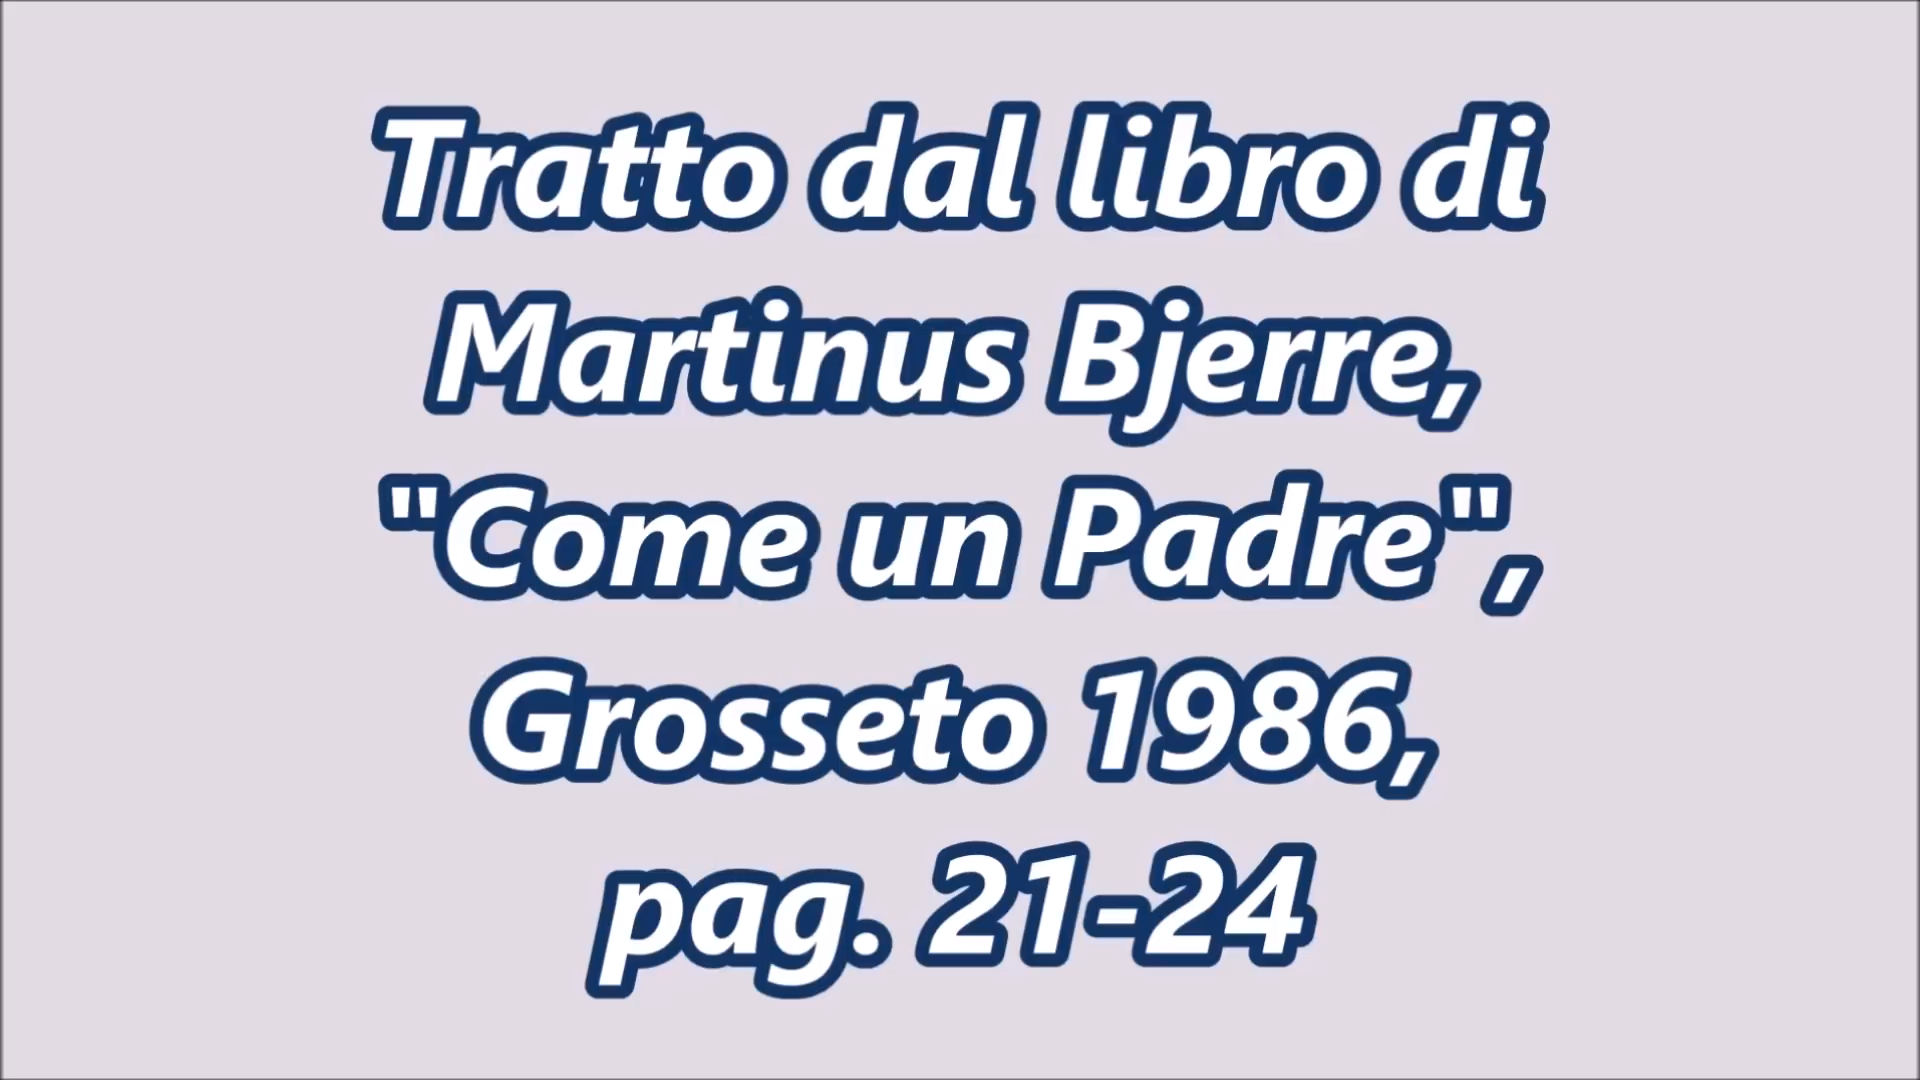 Tratto dal libro di
Martinus Bjerre,
"Come un Padre",
Grosseto 1986,
pag. 21-24